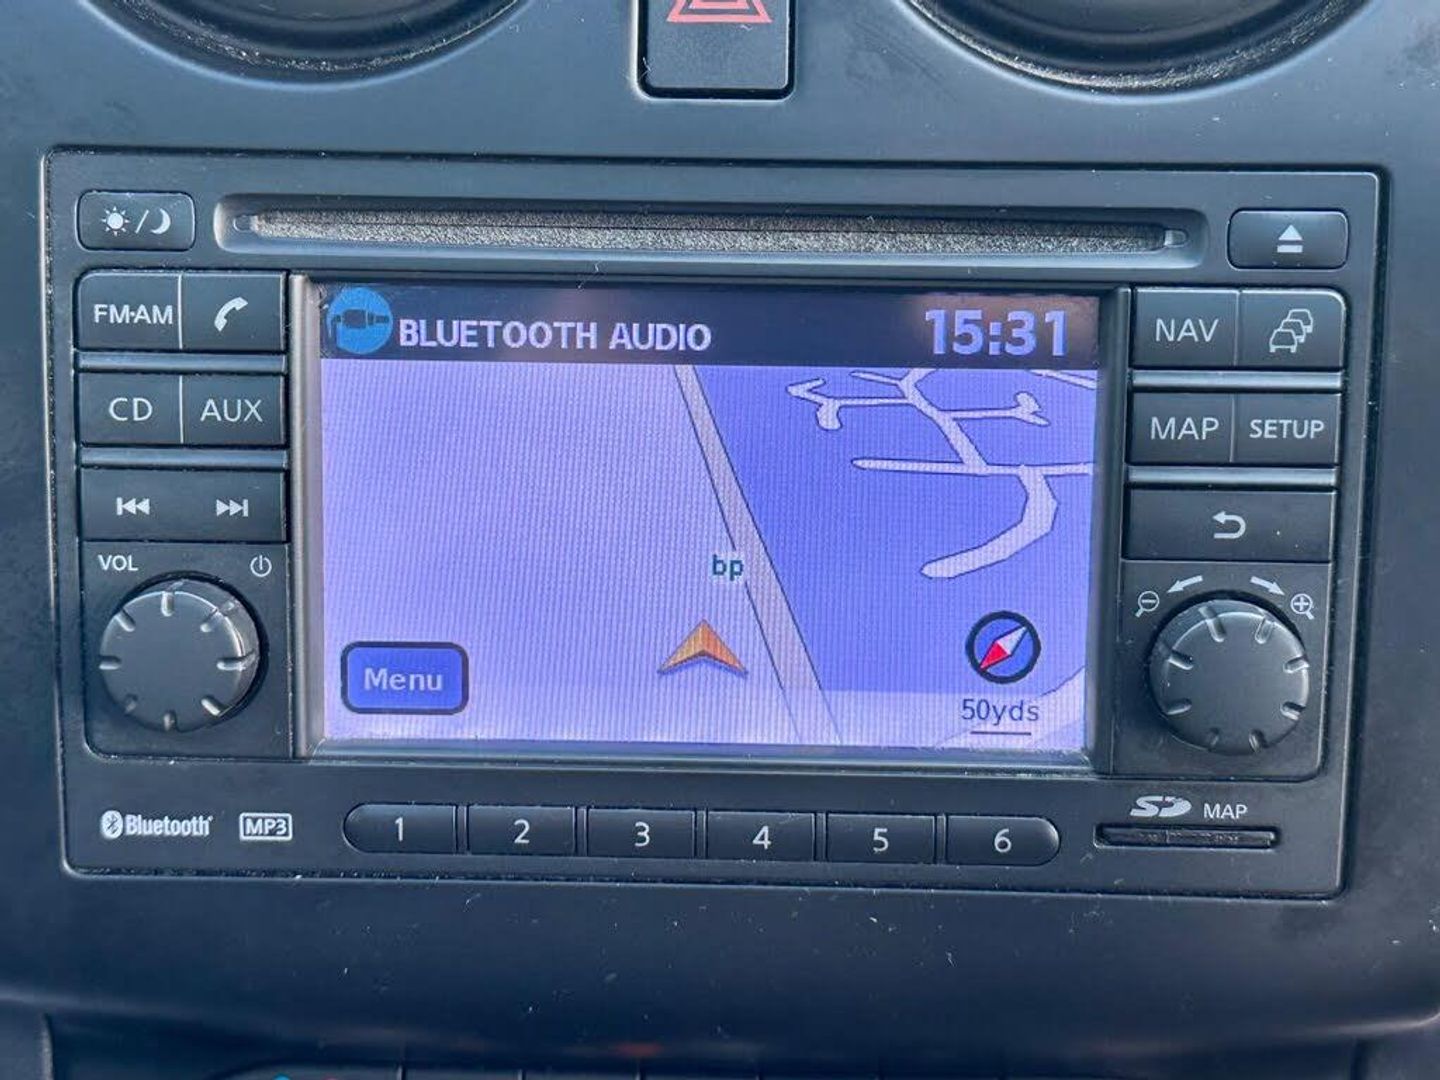 FM·AM
CD AUX
VOL
BLUETOOTH AUDIO 15:31
bp
Menu
50yds
NAV
MAP SETUP
Bluetooth® MP3
1 2 3 4 5 6
SD MAP